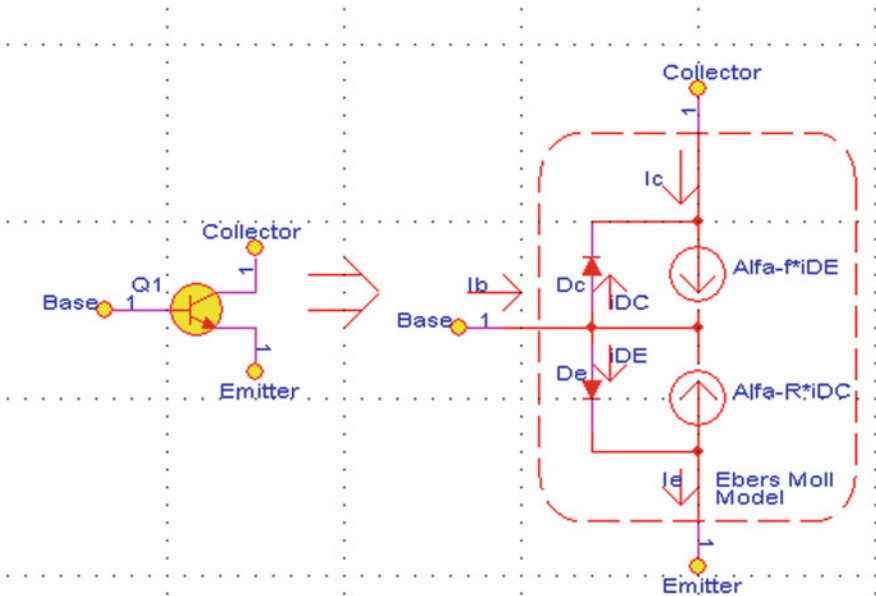 Collector
1
Q1
Base
1
1
Emitter
Collector
1
Ic
Alfa-f*iDE
Ib
Dc
iDC
Base
1
iDE
De
Alfa-R*iDC
Ie
Ebers Moll
Model
1
Emitter